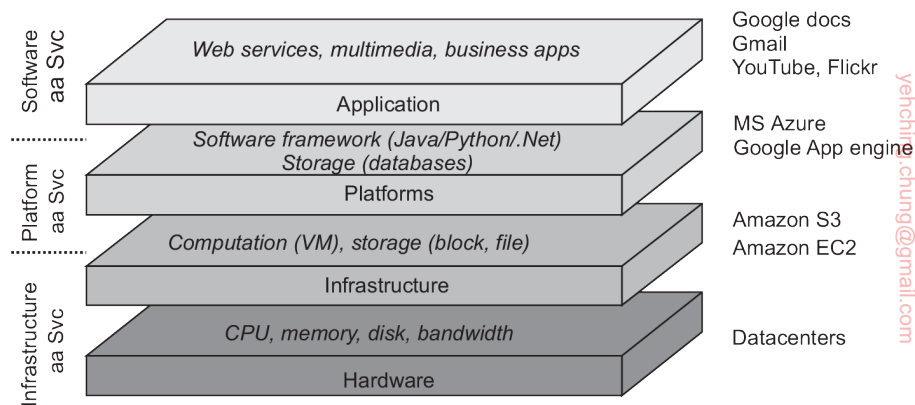 Software
aa Svc
Web services, multimedia, business apps
Application
Google docs
Gmail
YouTube, Flickr
Platform
aa Svc
Software framework (Java/Python/.Net)
Storage (databases)
Platforms
MS Azure
Google App engine
Infrastructure
aa Svc
Computation (VM), storage (block, file)
Infrastructure
Amazon S3
Amazon EC2
CPU, memory, disk, bandwidth
Hardware
Datacenters
yehching.chung@gmail.com